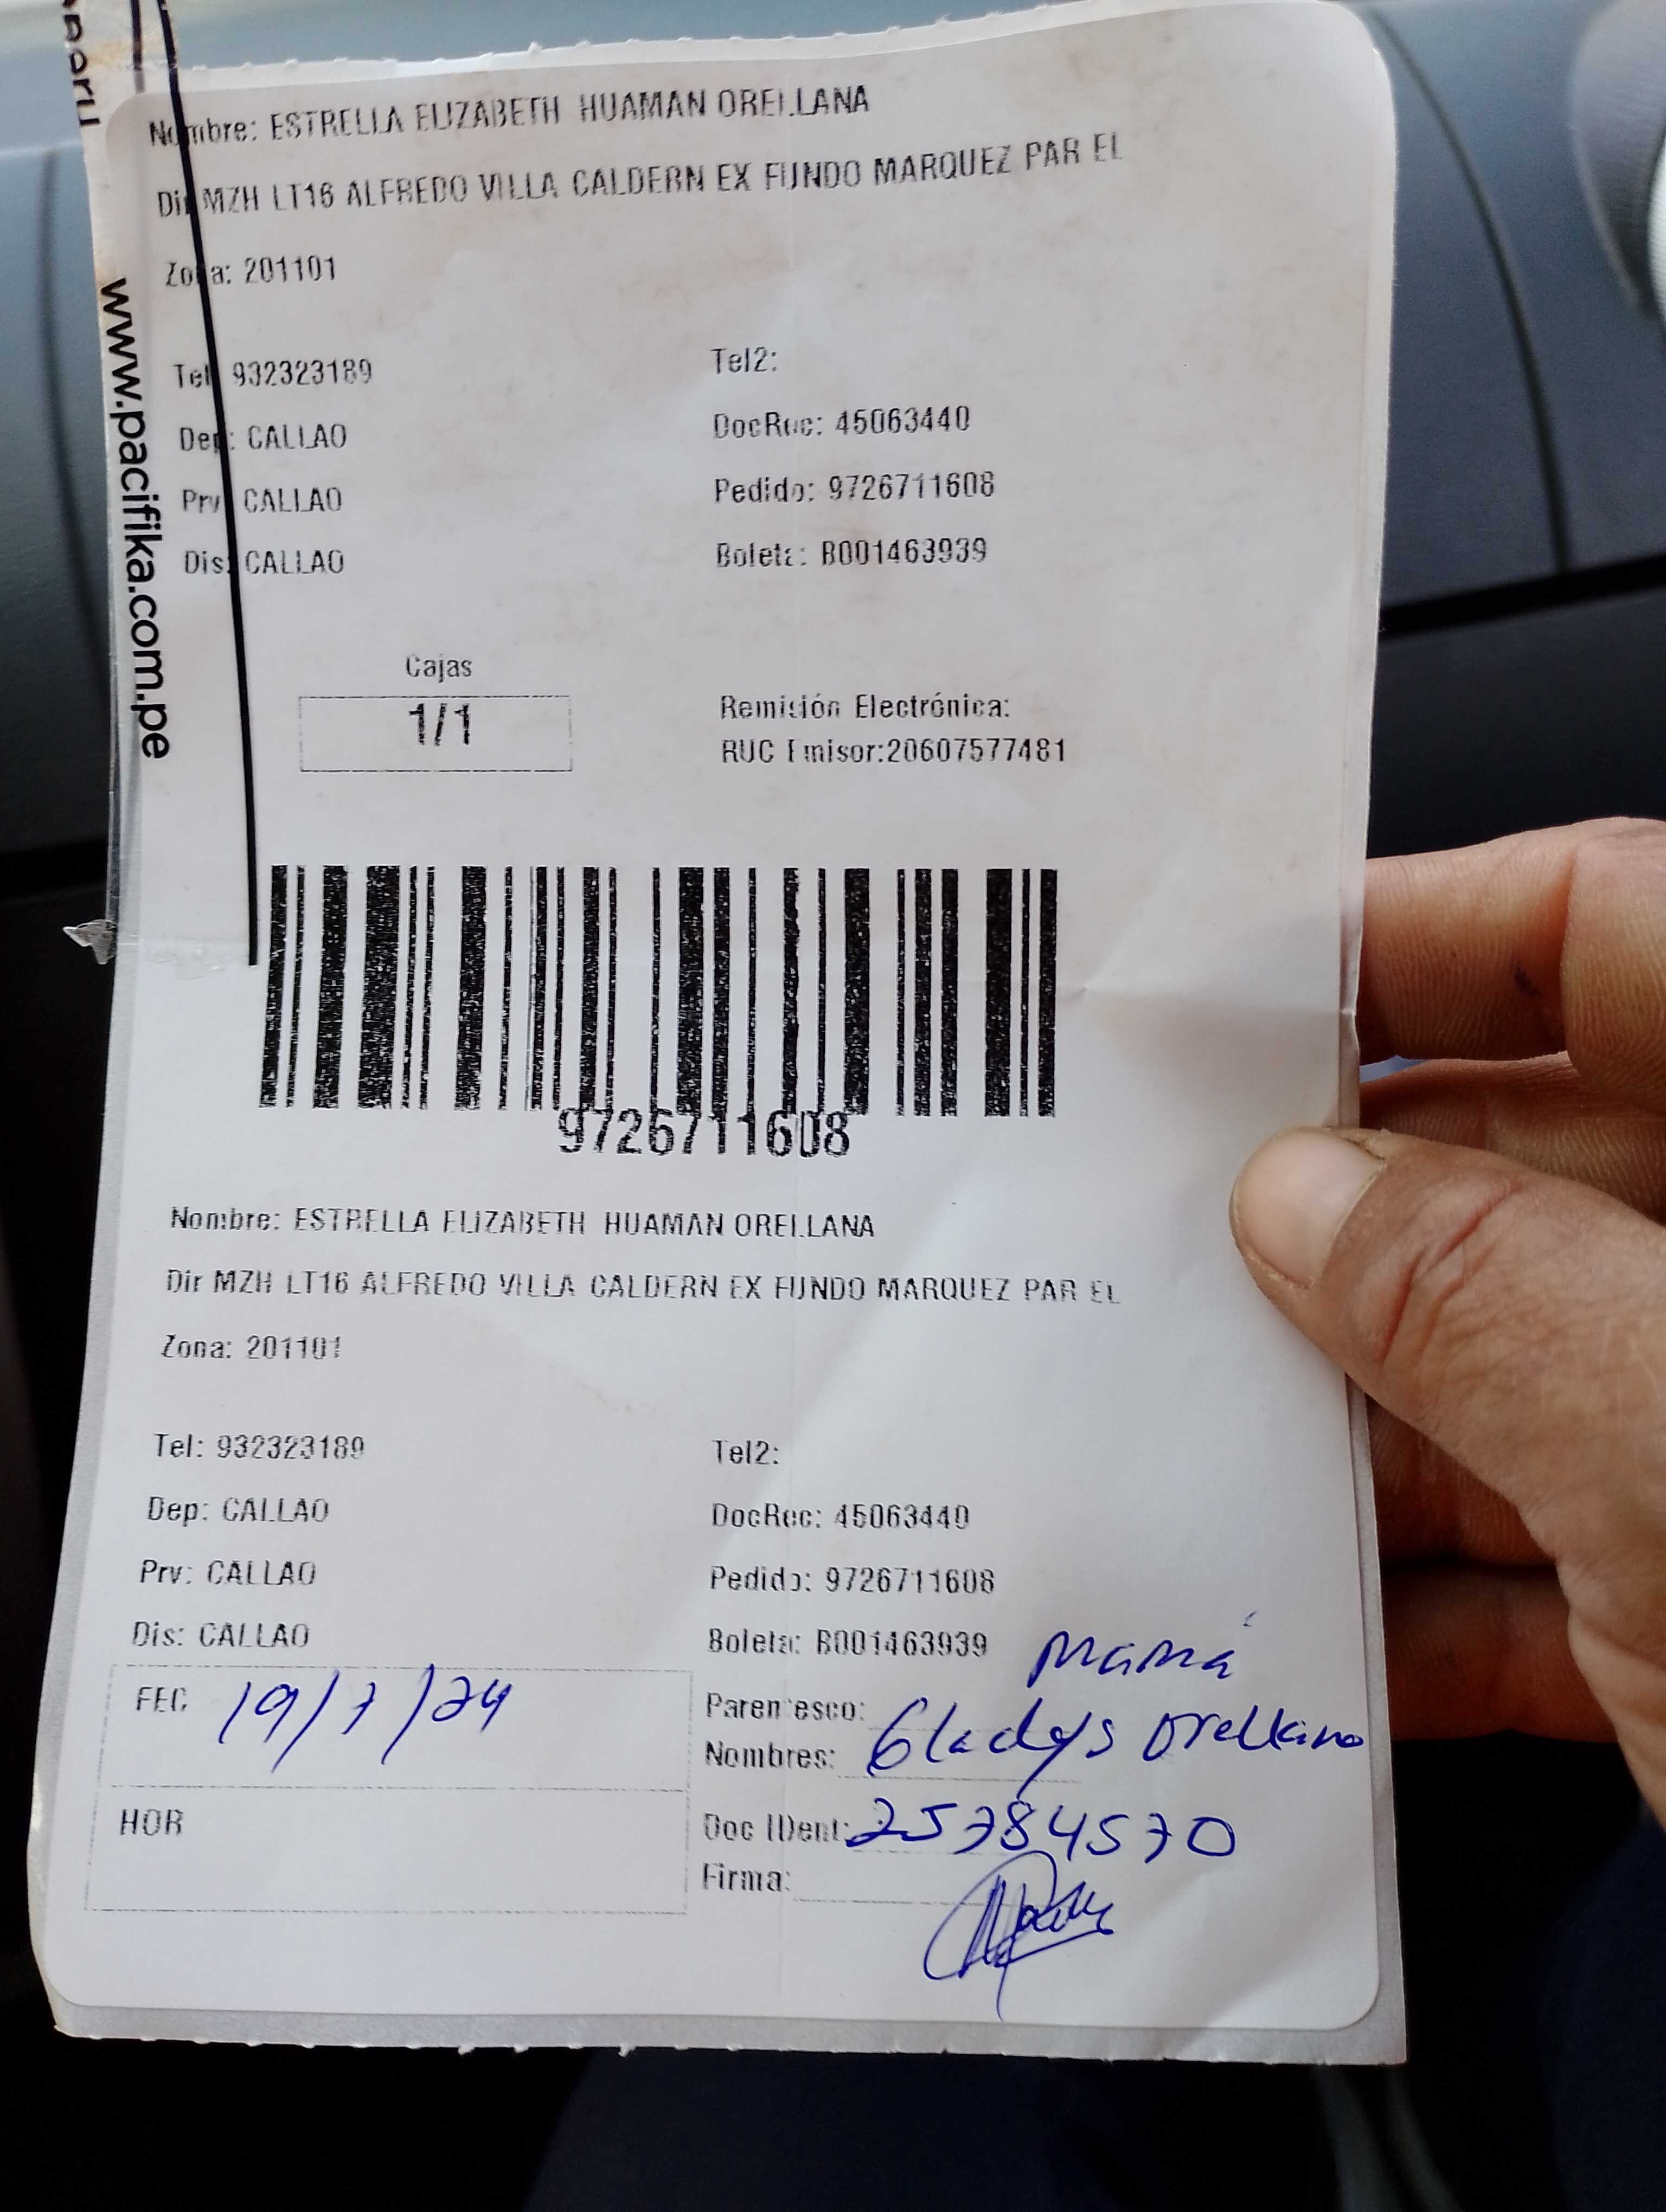 Nombre: ESTRELLA ELIZABETH HUAMAN ORELLANA
Dir MZH LT16 ALFREDO VILLA CALDERN EX FUNDO MARQUEZ PAR EL
Zona: 201101
Tel 932323189
Tel2:
Dep: CALLAO
DocRec: 45063440
Prv CALLAO
Pedido: 9726711608
Dis: CALLAO
Boleta: B001463939
www.pacifika.com.pe
Cajas
1/1
Remisión Electrónica:
RUC Emisor:20607577481
9726711608
Nombre: ESTRELLA ELIZABETH HUAMAN ORELLANA
Dir MZH LT16 ALFREDO VILLA CALDERN EX FUNDO MARQUEZ PAR EL
Zona: 201101
Tel: 932323189
Tel2:
Dep: CALLAO
DocRec: 45063440
Prv: CALLAO
Pedido: 9726711608
Dis: CALLAO
Boleta: B001463939
FEC 19/7/24
Parentesco: Mamá
Nombres: Gladys Orellano
HOR
Doc IDent: 25784570
Firma: